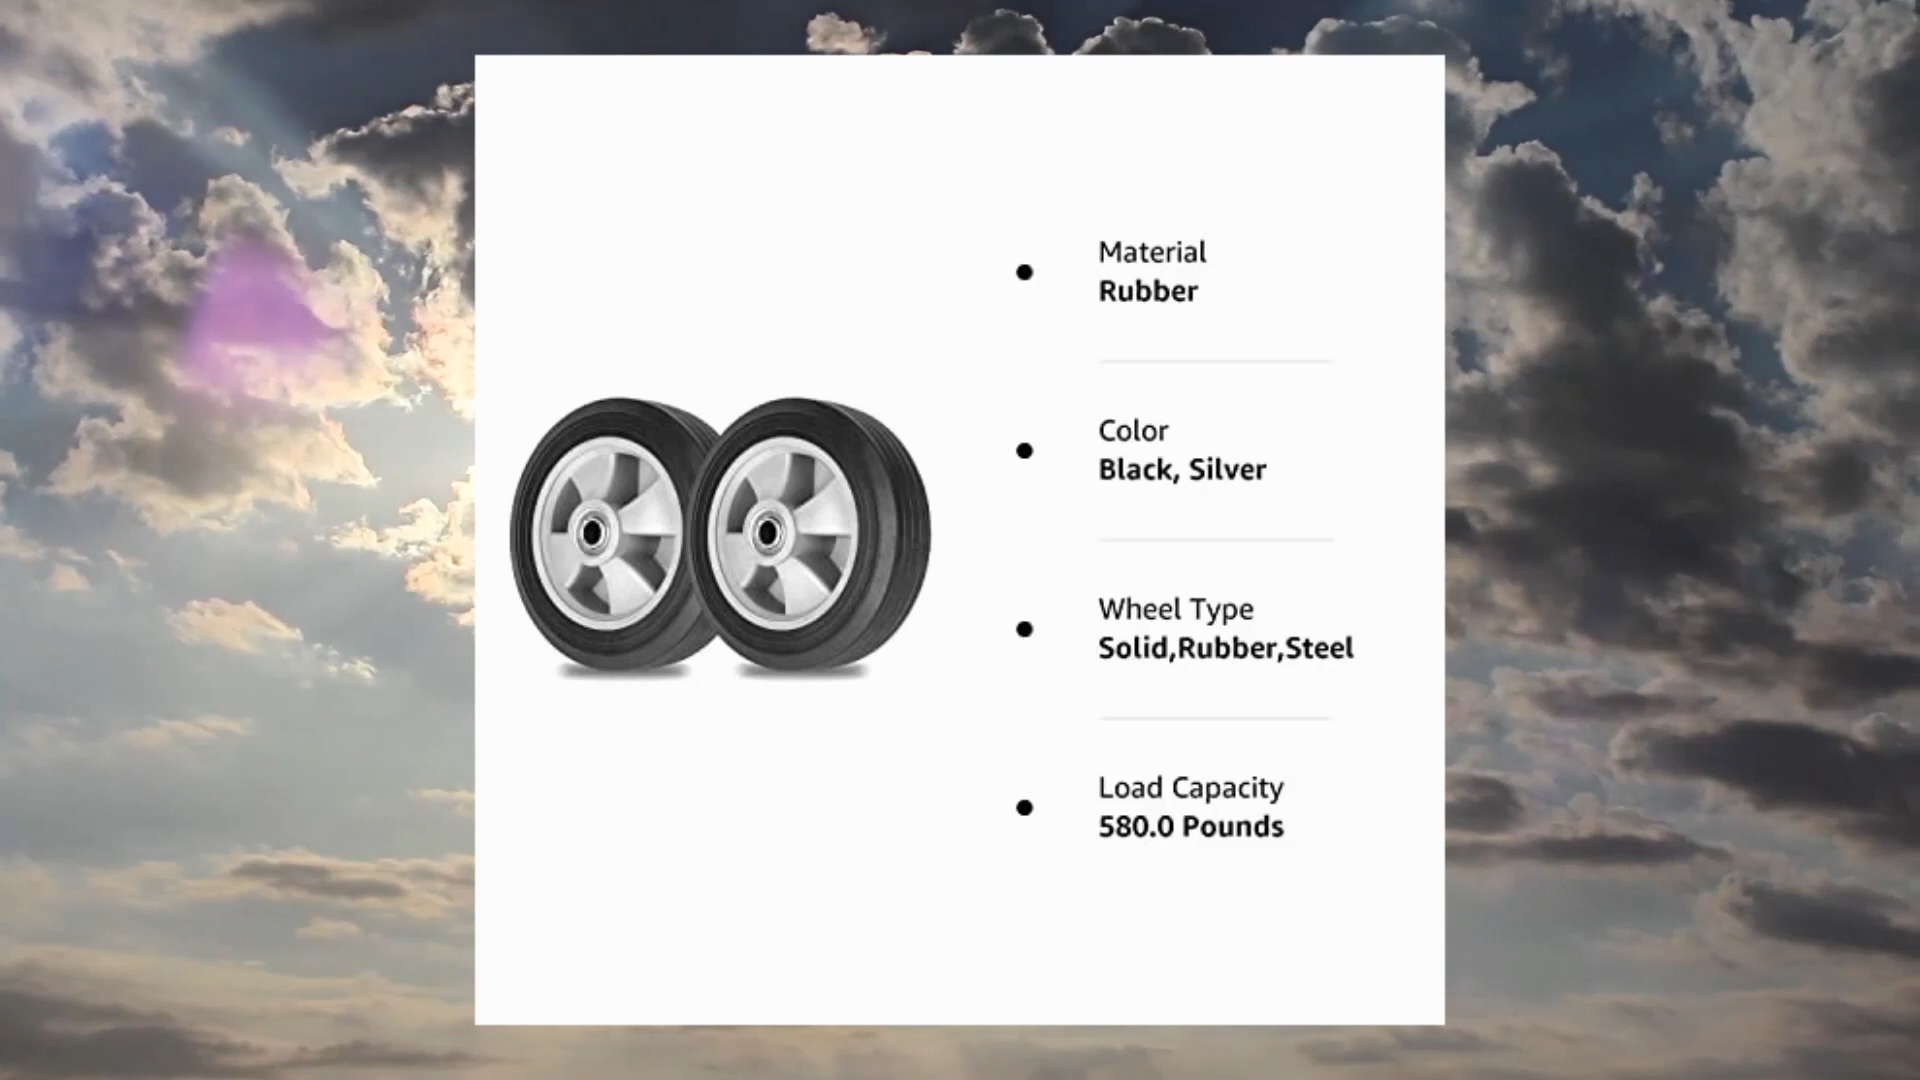 Material
Rubber
Color
Black, Silver
Wheel Type
Solid,Rubber,Steel
Load Capacity
580.0 Pounds